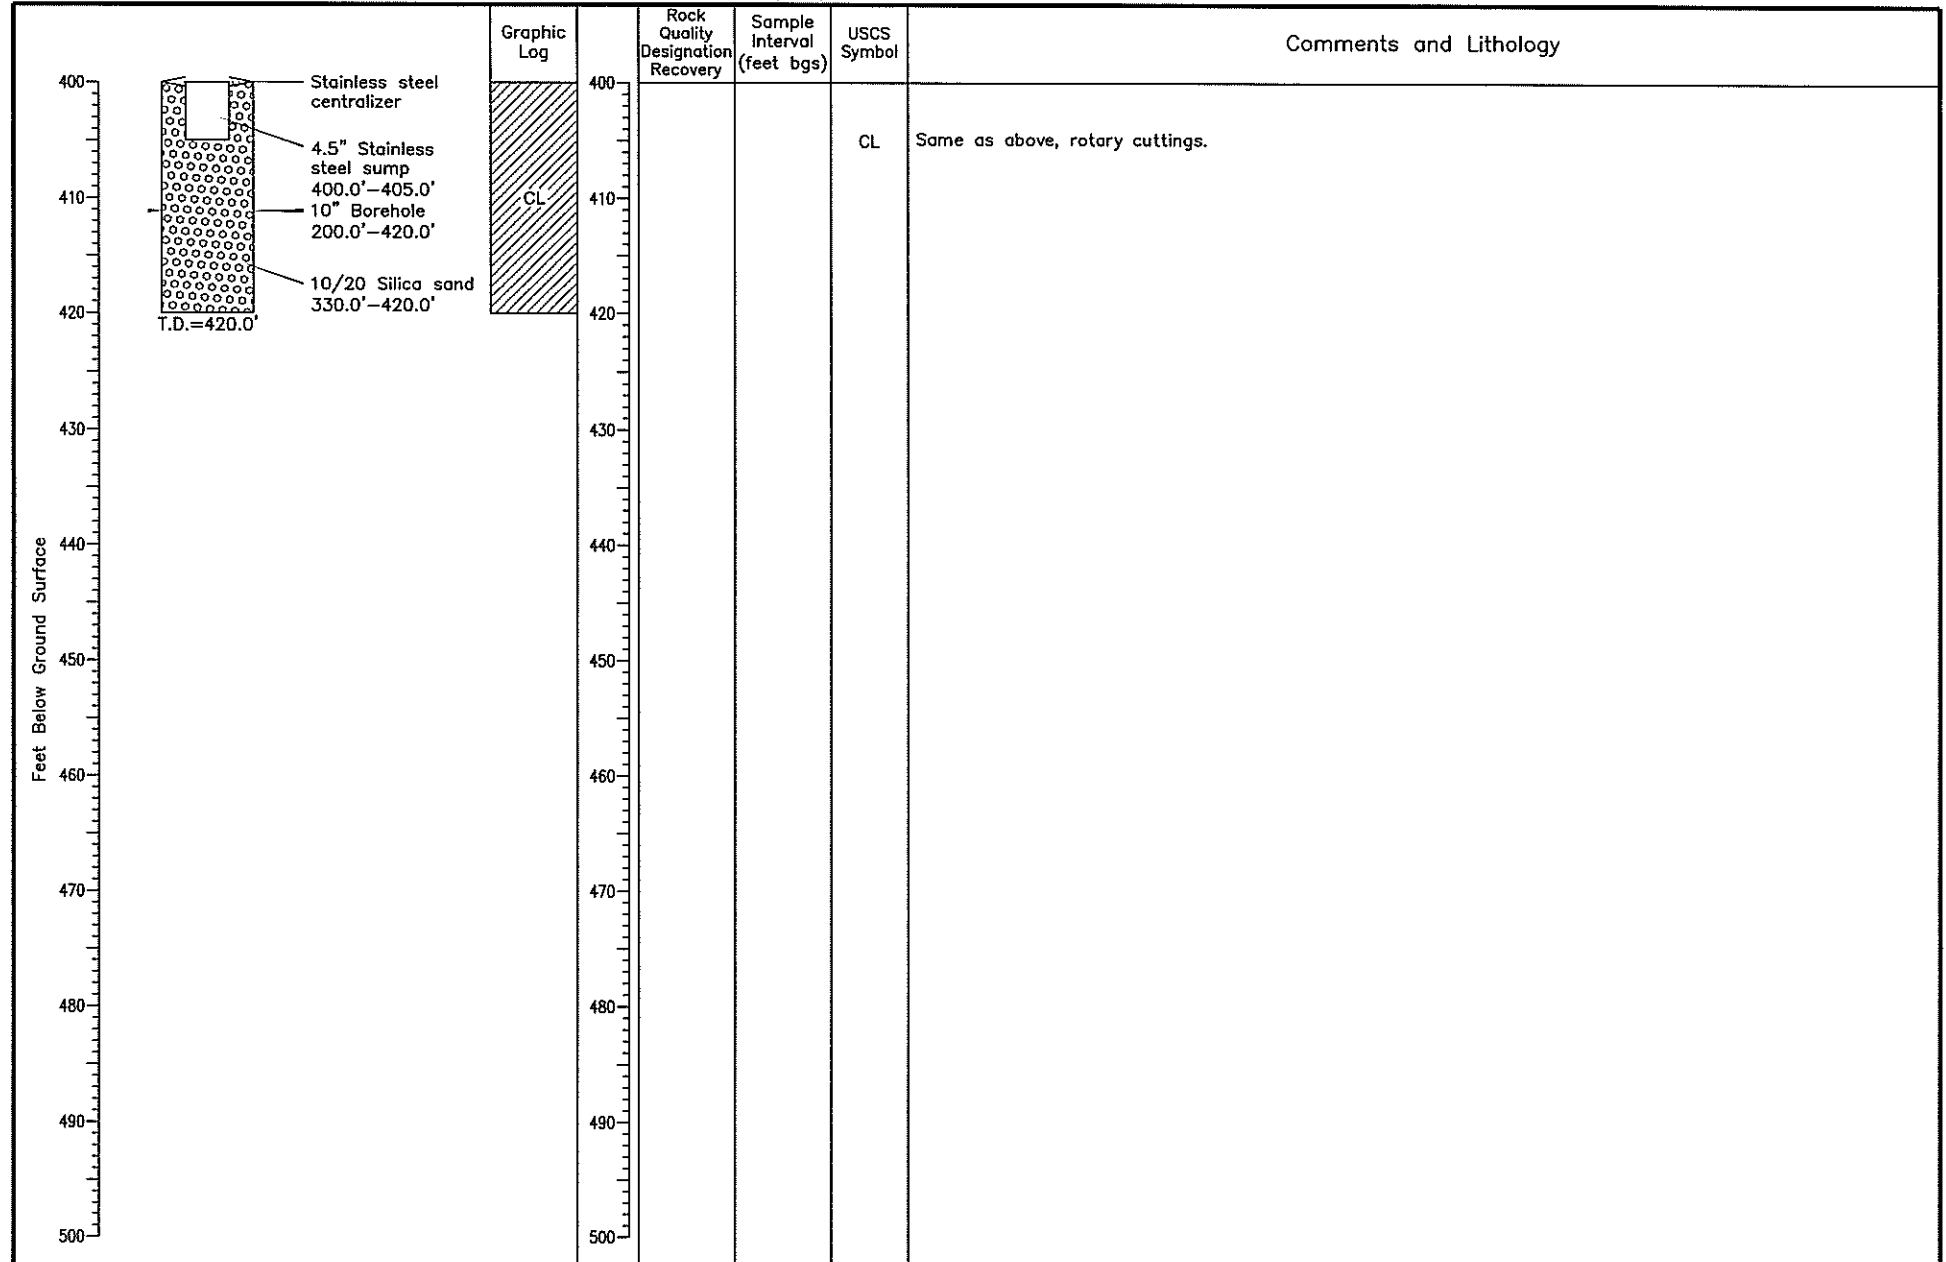 Graphic
Log
Rock
Quality
Designation
Recovery
Sample
Interval
(feet bgs)
USCS
Symbol
Comments and Lithology
400
410
420
430
440
450
460
470
480
490
500
Feet Below Ground Surface
Stainless steel
centralizer
4.5" Stainless
steel sump
400.0'-405.0'
10" Borehole
200.0'-420.0'
10/20 Silica sand
330.0'-420.0'
T.D.=420.0'
CL
400
410
420
430
440
450
460
470
480
490
500
CL
Same as above, rotary cuttings.